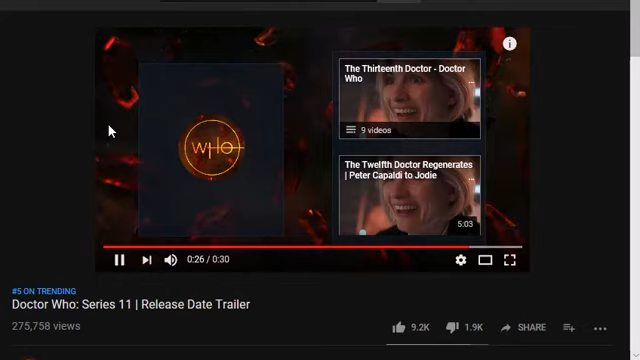 The Thirteenth Doctor - Doctor
Who
...
9 videos
WHO
The Twelfth Doctor Regenerates
| Peter Capaldi to Jodie
...
5:03
0:26 / 0:30
#5 ON TRENDING
Doctor Who: Series 11 | Release Date Trailer
275,758 views
9.2K
1.9K
SHARE